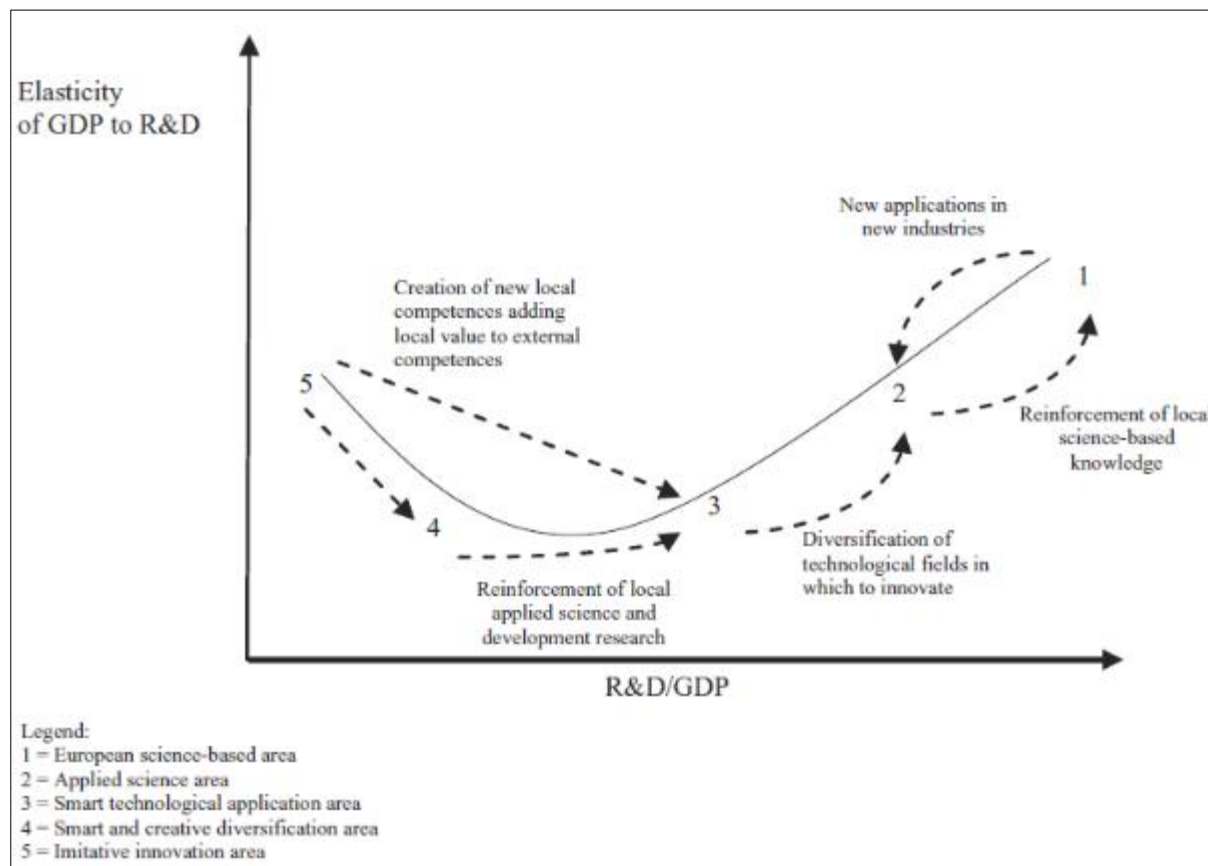 Elasticity
of GDP to R&D
New applications in
new industries
1
Creation of new local
competences adding
local value to external
competences
5
2
Reinforcement of local
science-based
knowledge
3
4
Diversification of
technological fields in
which to innovate
Reinforcement of local
applied science and
development research
R&D/GDP
Legend:
1 = European science-based area
2 = Applied science area
3 = Smart technological application area
4 = Smart and creative diversification area
5 = Imitative innovation area